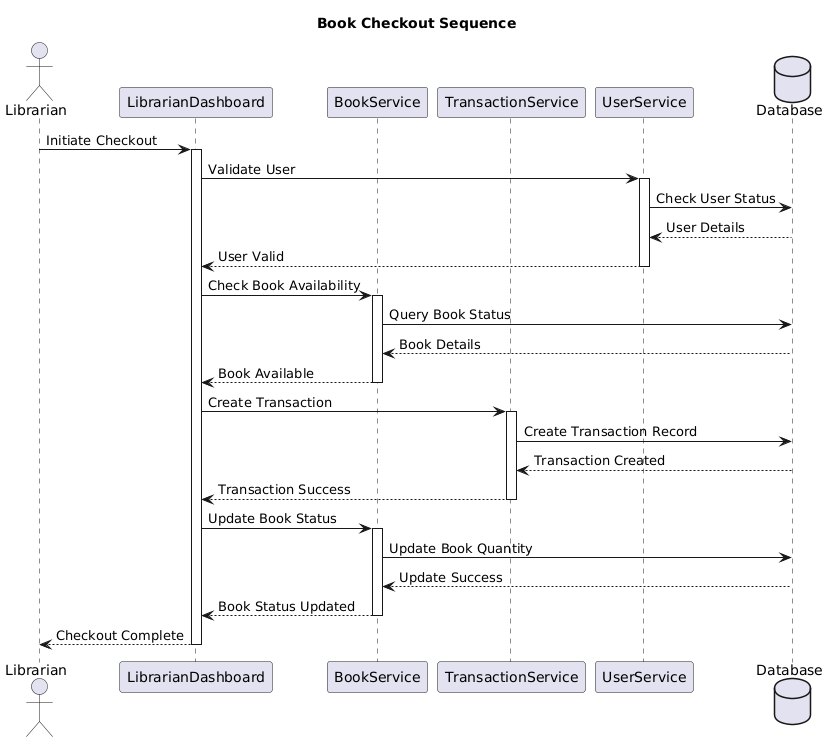 Book Checkout Sequence
Librarian
LibrarianDashboard
BookService
TransactionService
UserService
Database
Initiate Checkout
Validate User
Check User Status
User Details
User Valid
Check Book Availability
Query Book Status
Book Details
Book Available
Create Transaction
Create Transaction Record
Transaction Created
Transaction Success
Update Book Status
Update Book Quantity
Update Success
Book Status Updated
Checkout Complete
Librarian
LibrarianDashboard
BookService
TransactionService
UserService
Database